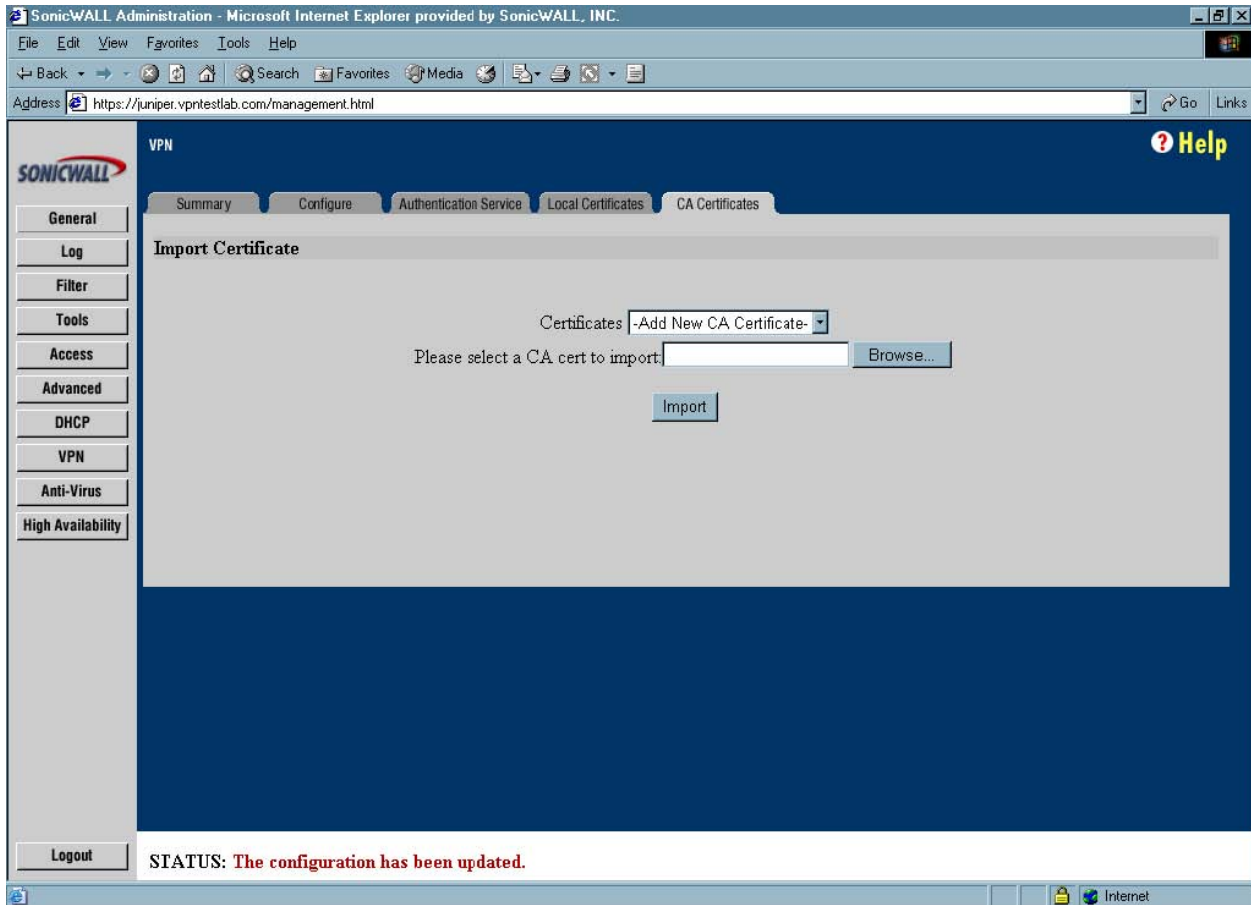 SonicWALL Administration - Microsoft Internet Explorer provided by SonicWALL, INC.
File Edit View Favorites Tools Help
Back Search Favorites Media
Address https://juniper.vpntestlab.com/management.html Go Links
SONICWALL
VPN
? Help
Summary Configure Authentication Service Local Certificates CA Certificates
General
Log
Filter
Tools
Access
Advanced
DHCP
VPN
Anti-Virus
High Availability
Import Certificate
Certificates -Add New CA Certificate-
Please select a CA cert to import: Browse...
Import
Logout
STATUS: The configuration has been updated.
Internet